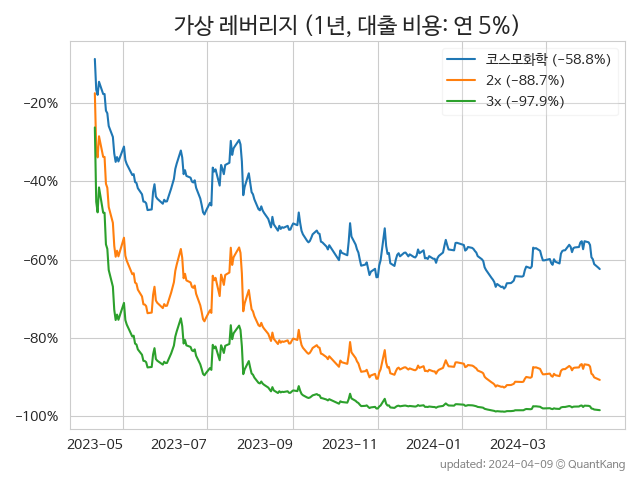 가상 레버리지 (1년, 대출 비용: 연 5%)
코스모화학 (−58.8%)
2x (−88.7%)
3x (−97.9%)
−20%
−40%
−60%
−80%
−100%
2023-05 2023-07 2023-09 2023-11 2024-01 2024-03
updated: 2024-04-09 © QuantKang